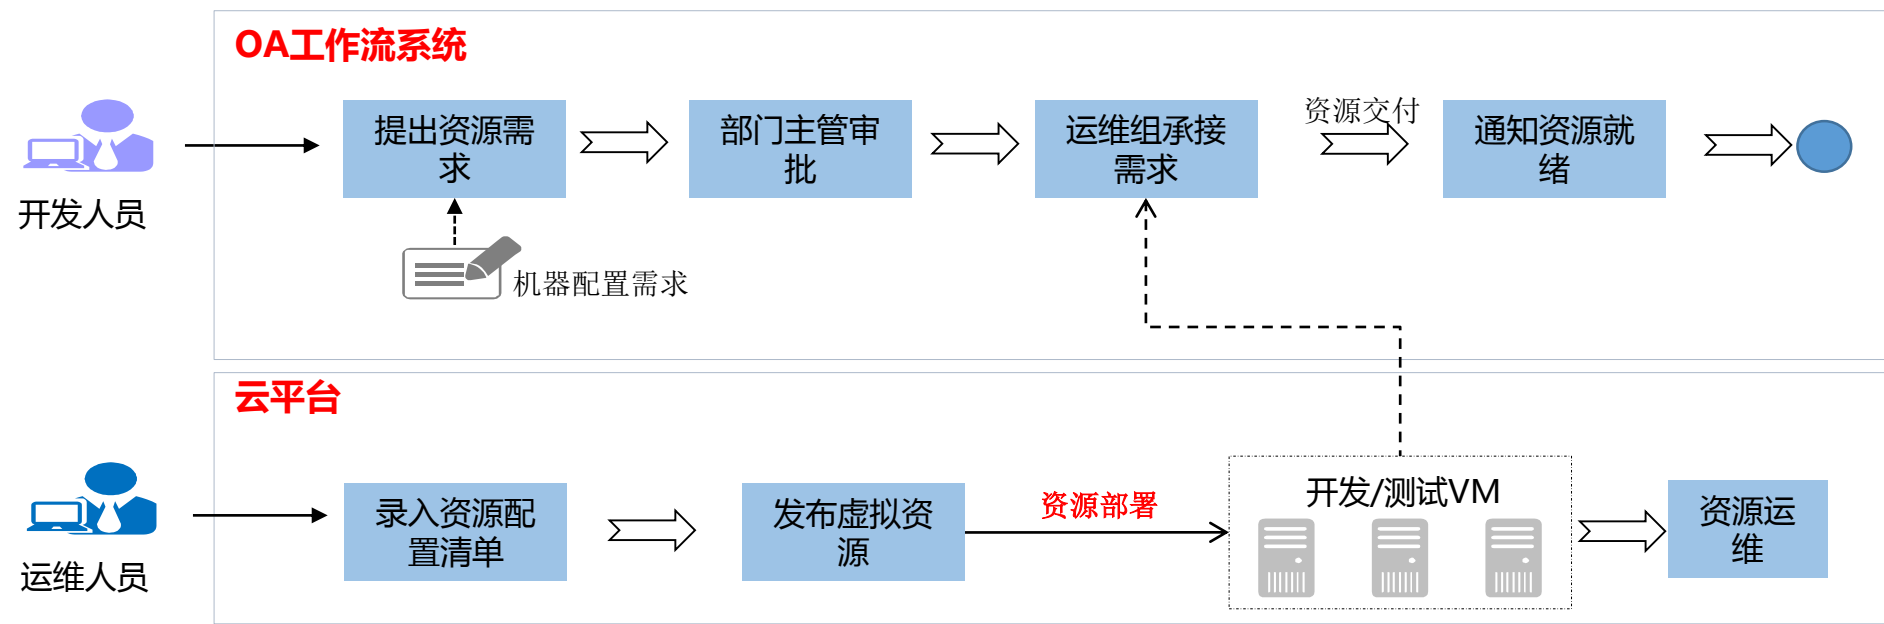 OA工作流系统
提出资源需
求
部门主管审
批
运维组承接
需求
资源交付
通知资源就
绪
开发人员
机器配置需求
云平台
录入资源配
置清单
发布虚拟资
源
资源部署
开发/测试VM
资源运
维
运维人员